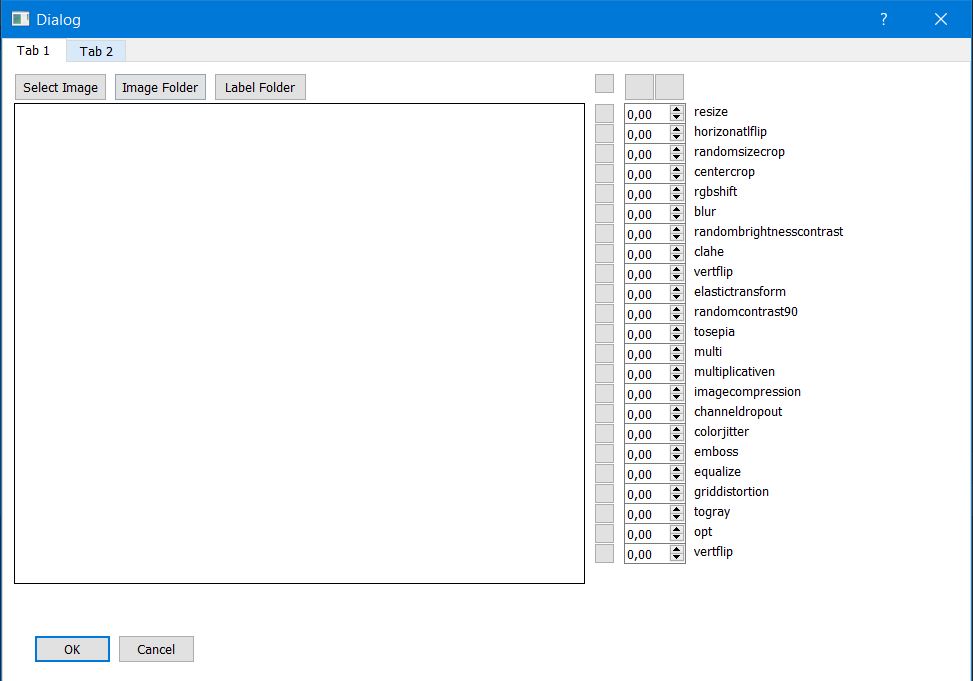 Dialog
?
Tab 1 Tab 2
Select Image Image Folder Label Folder
0,00 resize
0,00 horizonatlflip
0,00 randomsizecrop
0,00 centercrop
0,00 rgbshift
0,00 blur
0,00 randombrightnesscontrast
0,00 clahe
0,00 vertflip
0,00 elastictransform
0,00 randomcontrast90
0,00 tosepia
0,00 multi
0,00 multiplicativen
0,00 imagecompression
0,00 channeldropout
0,00 colorjitter
0,00 emboss
0,00 equalize
0,00 griddistortion
0,00 togray
0,00 opt
0,00 vertflip
OK Cancel